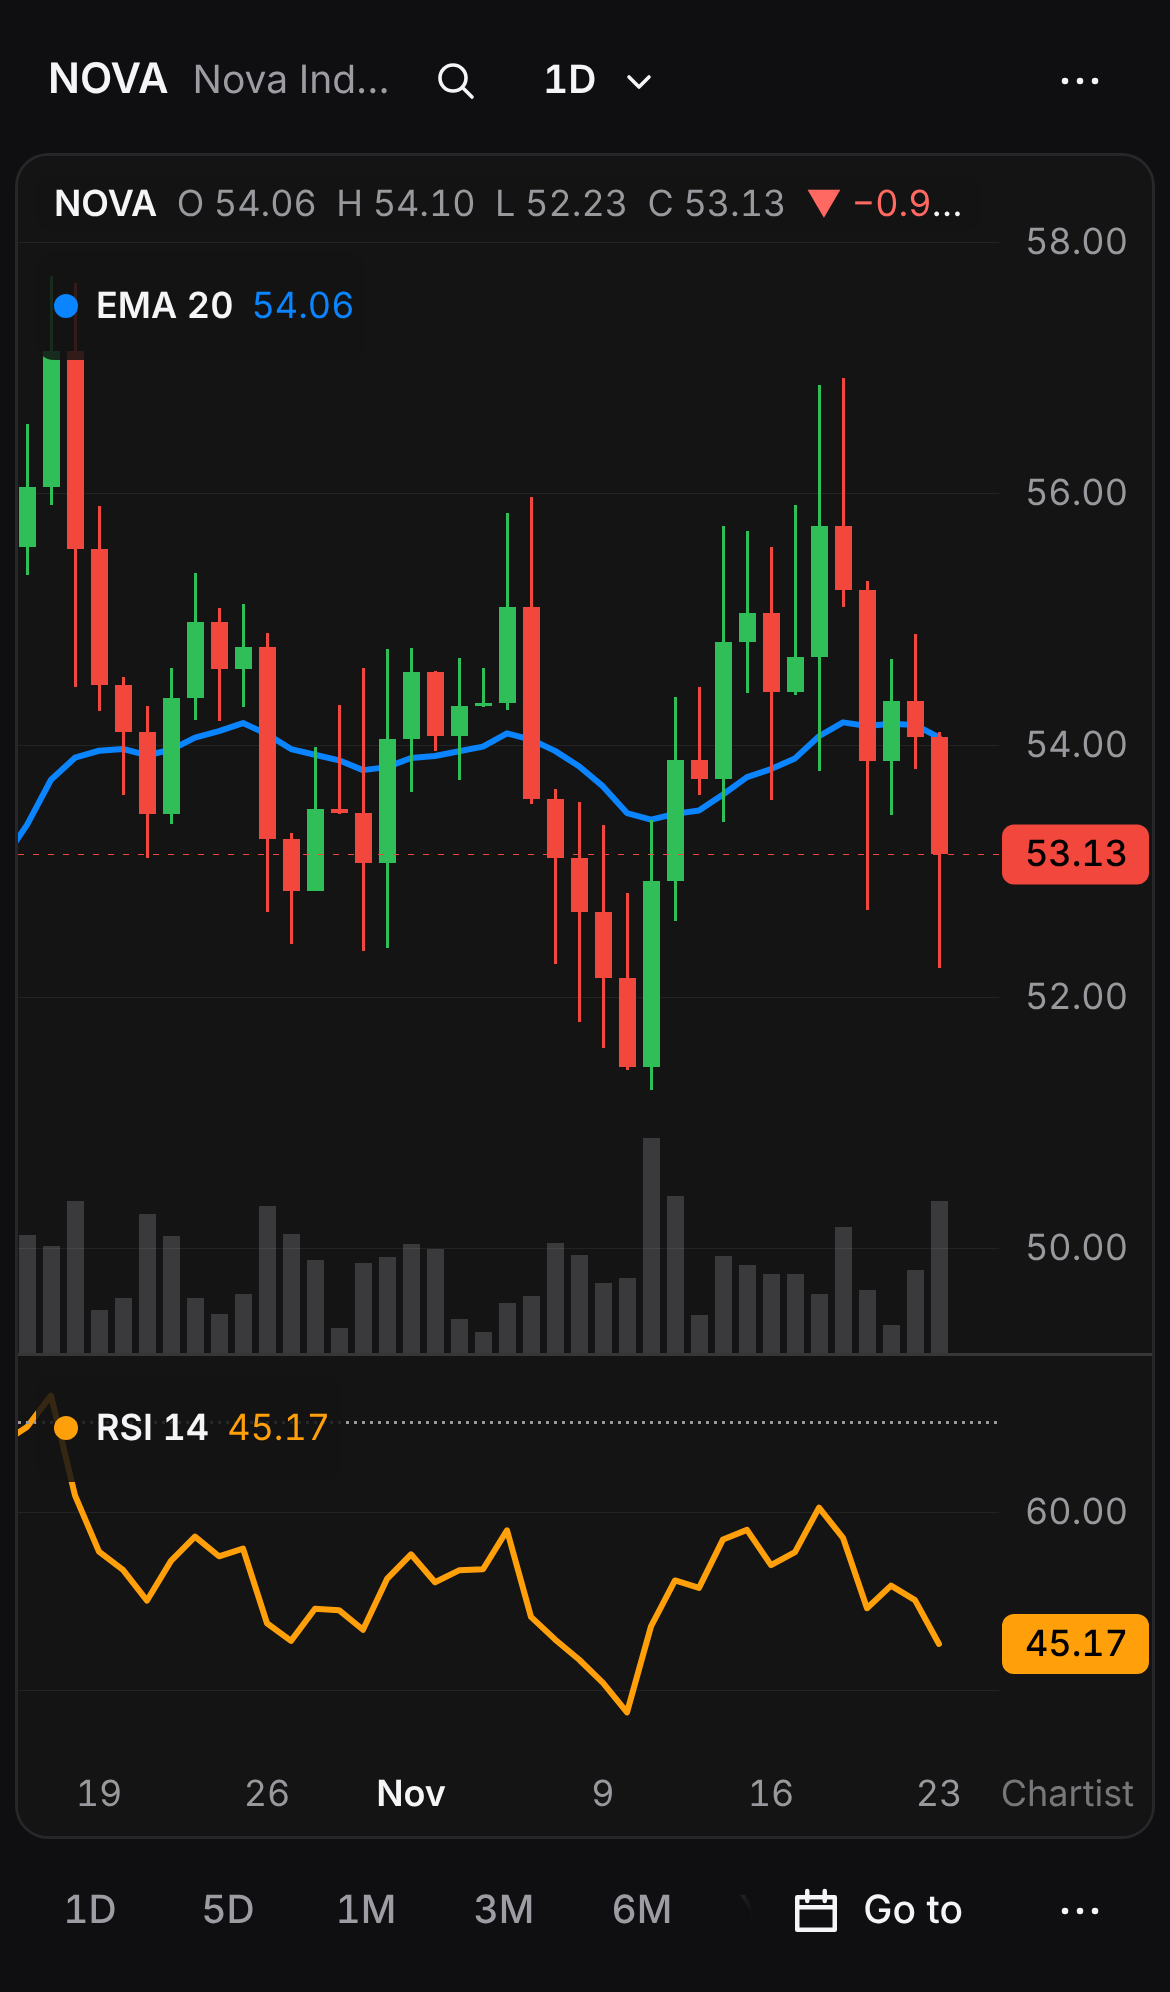 NOVA Nova Ind... 1D
NOVA O 54.06 H 54.10 L 52.23 C 53.13 ▼ −0.9...
58.00
EMA 20 54.06
56.00
54.00
53.13
52.00
50.00
RSI 14 45.17
60.00
45.17
19 26 Nov 9 16 23 Chartist
1D 5D 1M 3M 6M Go to